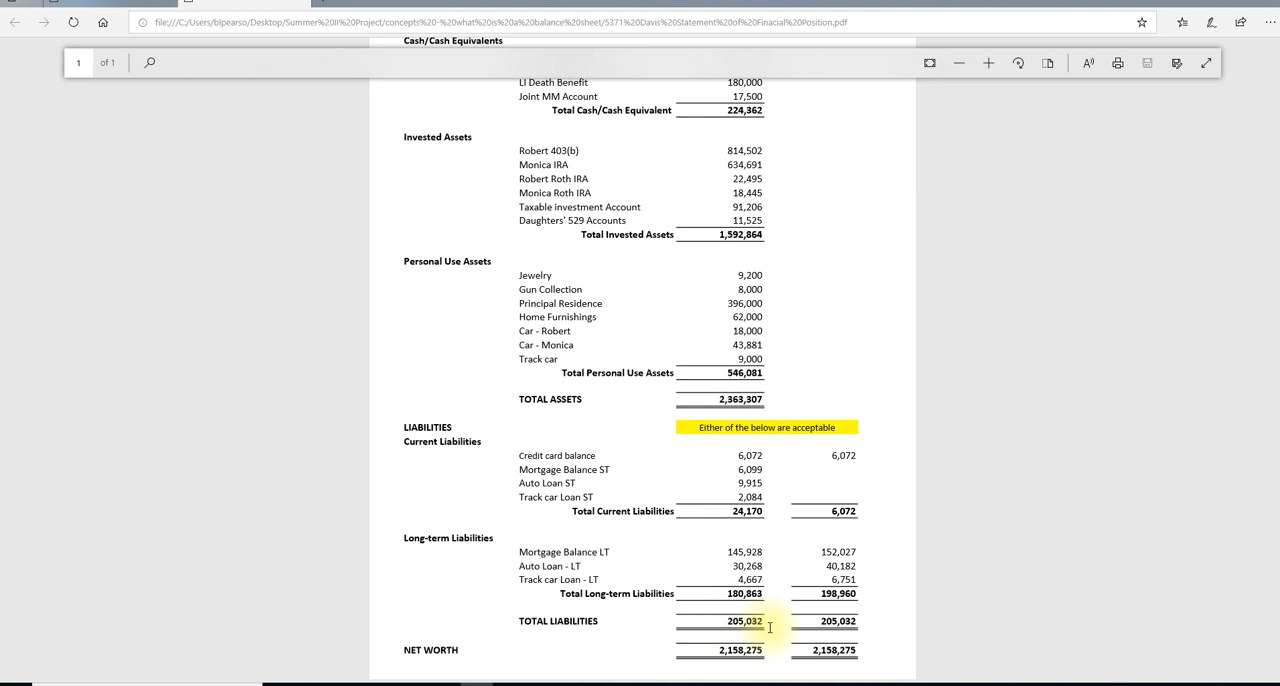 file:///C:/Users/blpearso/Desktop/Summer%20II%20Project/concepts%20-%20what%20is%20a%20balance%20sheet/5371%20Davis%20Statement%20of%20Finacial%20Position.pdf
Cash/Cash Equivalents
1 of 1
LI Death Benefit 180,000
Joint MM Account 17,500
Total Cash/Cash Equivalent 224,362
Invested Assets
Robert 403(b) 814,502
Monica IRA 634,691
Robert Roth IRA 22,495
Monica Roth IRA 18,445
Taxable investment Account 91,206
Daughters' 529 Accounts 11,525
Total Invested Assets 1,592,864
Personal Use Assets
Jewelry 9,200
Gun Collection 8,000
Principal Residence 396,000
Home Furnishings 62,000
Car - Robert 18,000
Car - Monica 43,881
Track car 9,000
Total Personal Use Assets 546,081
TOTAL ASSETS 2,363,307
LIABILITIES Either of the below are acceptable
Current Liabilities
Credit card balance 6,072 6,072
Mortgage Balance ST 6,099
Auto Loan ST 9,915
Track car Loan ST 2,084
Total Current Liabilities 24,170 6,072
Long-term Liabilities
Mortgage Balance LT 145,928 152,027
Auto Loan - LT 30,268 40,182
Track car Loan - LT 4,667 6,751
Total Long-term Liabilities 180,863 198,960
TOTAL LIABILITIES 205,032 205,032
NET WORTH 2,158,275 2,158,275